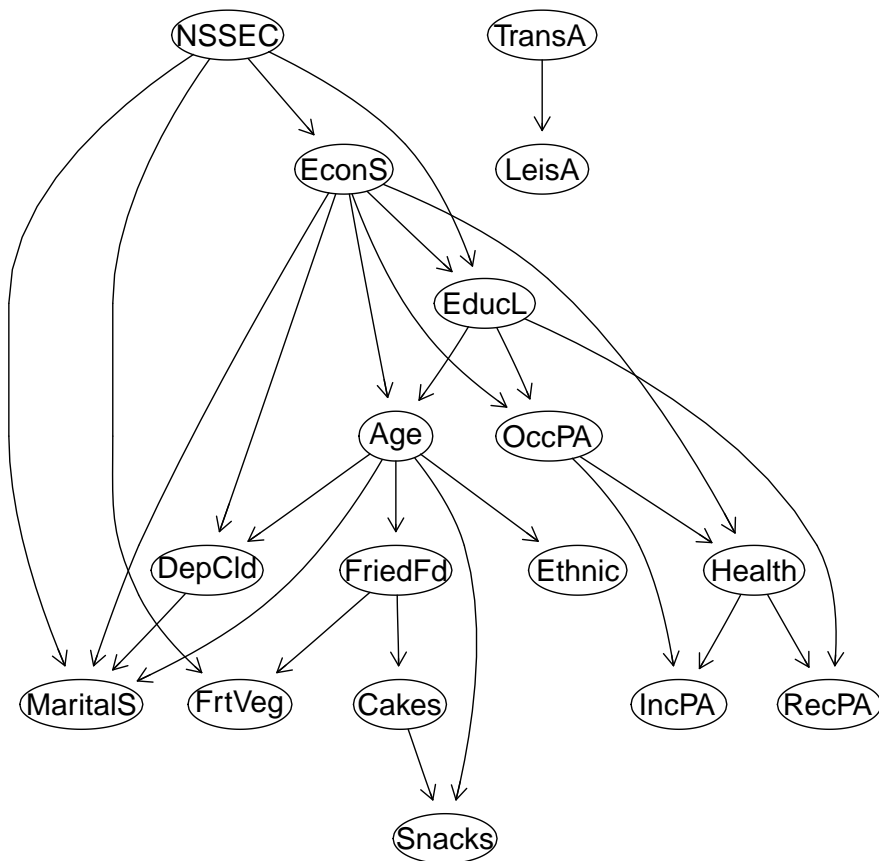 NSSEC
TransA
EconS
LeisA
EducL
Age
OccPA
DepCld
FriedFd
Ethnic
Health
MaritalS
FrtVeg
Cakes
IncPA
RecPA
Snacks